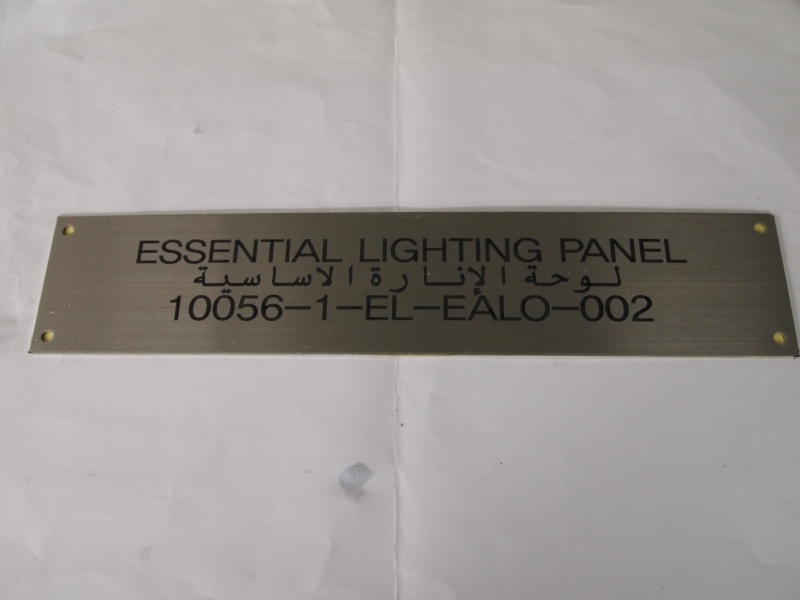 ESSENTIAL LIGHTING PANEL
لوحة الإنارة الاساسية
10056-1-EL-EALO-002